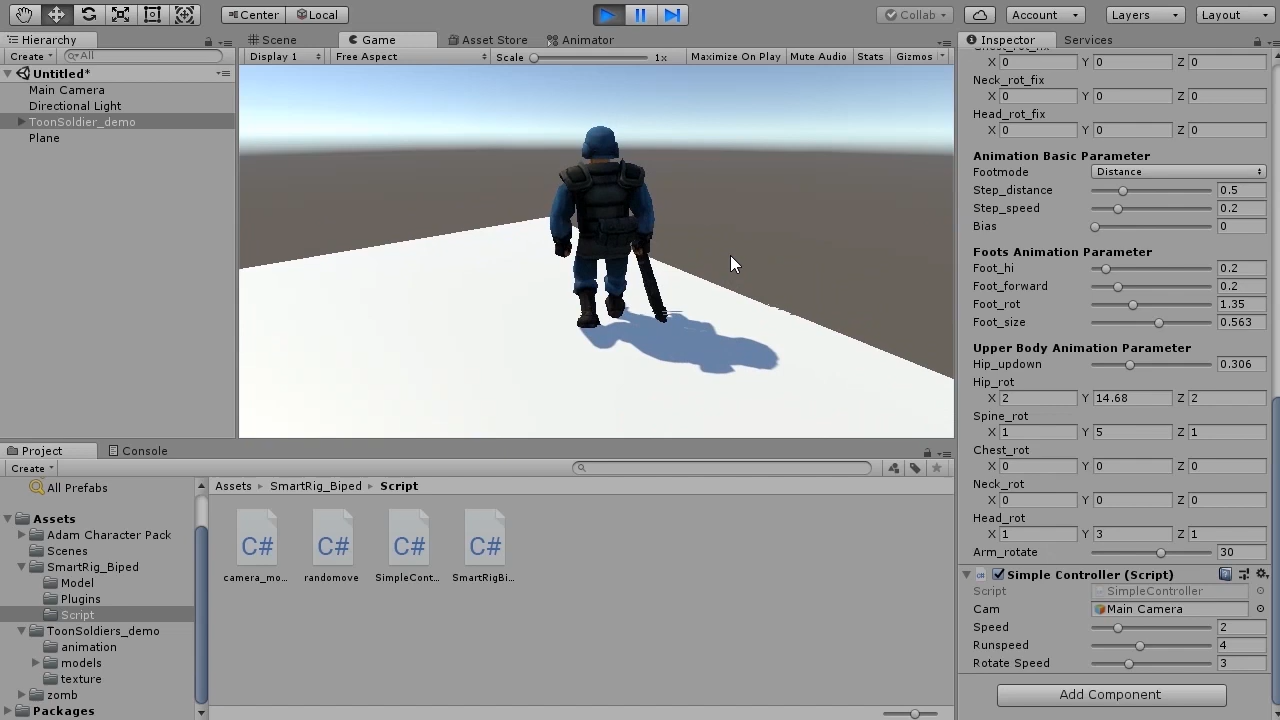 Center Local Collab Account Layers Layout
Hierarchy Scene Game Asset Store Animator Inspector Services
Create All Display 1 Free Aspect Scale 1x Maximize On Play Mute Audio Stats Gizmos
Untitled*
Main Camera
Directional Light
ToonSoldier_demo
Plane
X 0 Y 0 Z 0
Neck_rot_fix
X 0 Y 0 Z 0
Head_rot_fix
X 0 Y 0 Z 0
Animation Basic Parameter
Footmode Distance
Step_distance 0.5
Step_speed 0.2
Bias 0
Foots Animation Parameter
Foot_hi 0.2
Foot_forward 0.2
Foot_rot 1.35
Foot_size 0.563
Upper Body Animation Parameter
Hip_updown 0.306
Hip_rot
X 2 Y 14.68 Z 2
Spine_rot
X 1 Y 5 Z 1
Chest_rot
X 0 Y 0 Z 0
Neck_rot
X 0 Y 0 Z 0
Head_rot
X 1 Y 3 Z 1
Arm_rotate 30
Simple Controller (Script)
Script SimpleController
Cam Main Camera
Speed 2
Runspeed 4
Rotate Speed 3
Add Component
Project Console
Create
All Prefabs
Assets
Adam Character Pack
Scenes
SmartRig_Biped
Model
Plugins
Script
ToonSoldiers_demo
animation
models
texture
zomb
Packages
Assets SmartRig_Biped Script
C# C# C# C#
camera_mo... randomove SimpleCont... SmartRigBi...